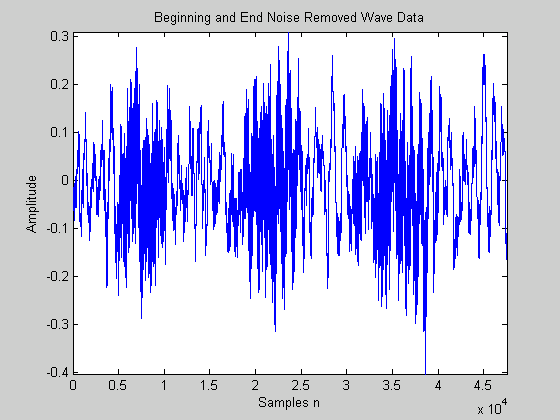 Beginning and End Noise Removed Wave Data
0.3
0.2
0.1
0
-0.1
-0.2
-0.3
-0.4
Amplitude
0 0.5 1 1.5 2 2.5 3 3.5 4 4.5
Samples n
x 10^4